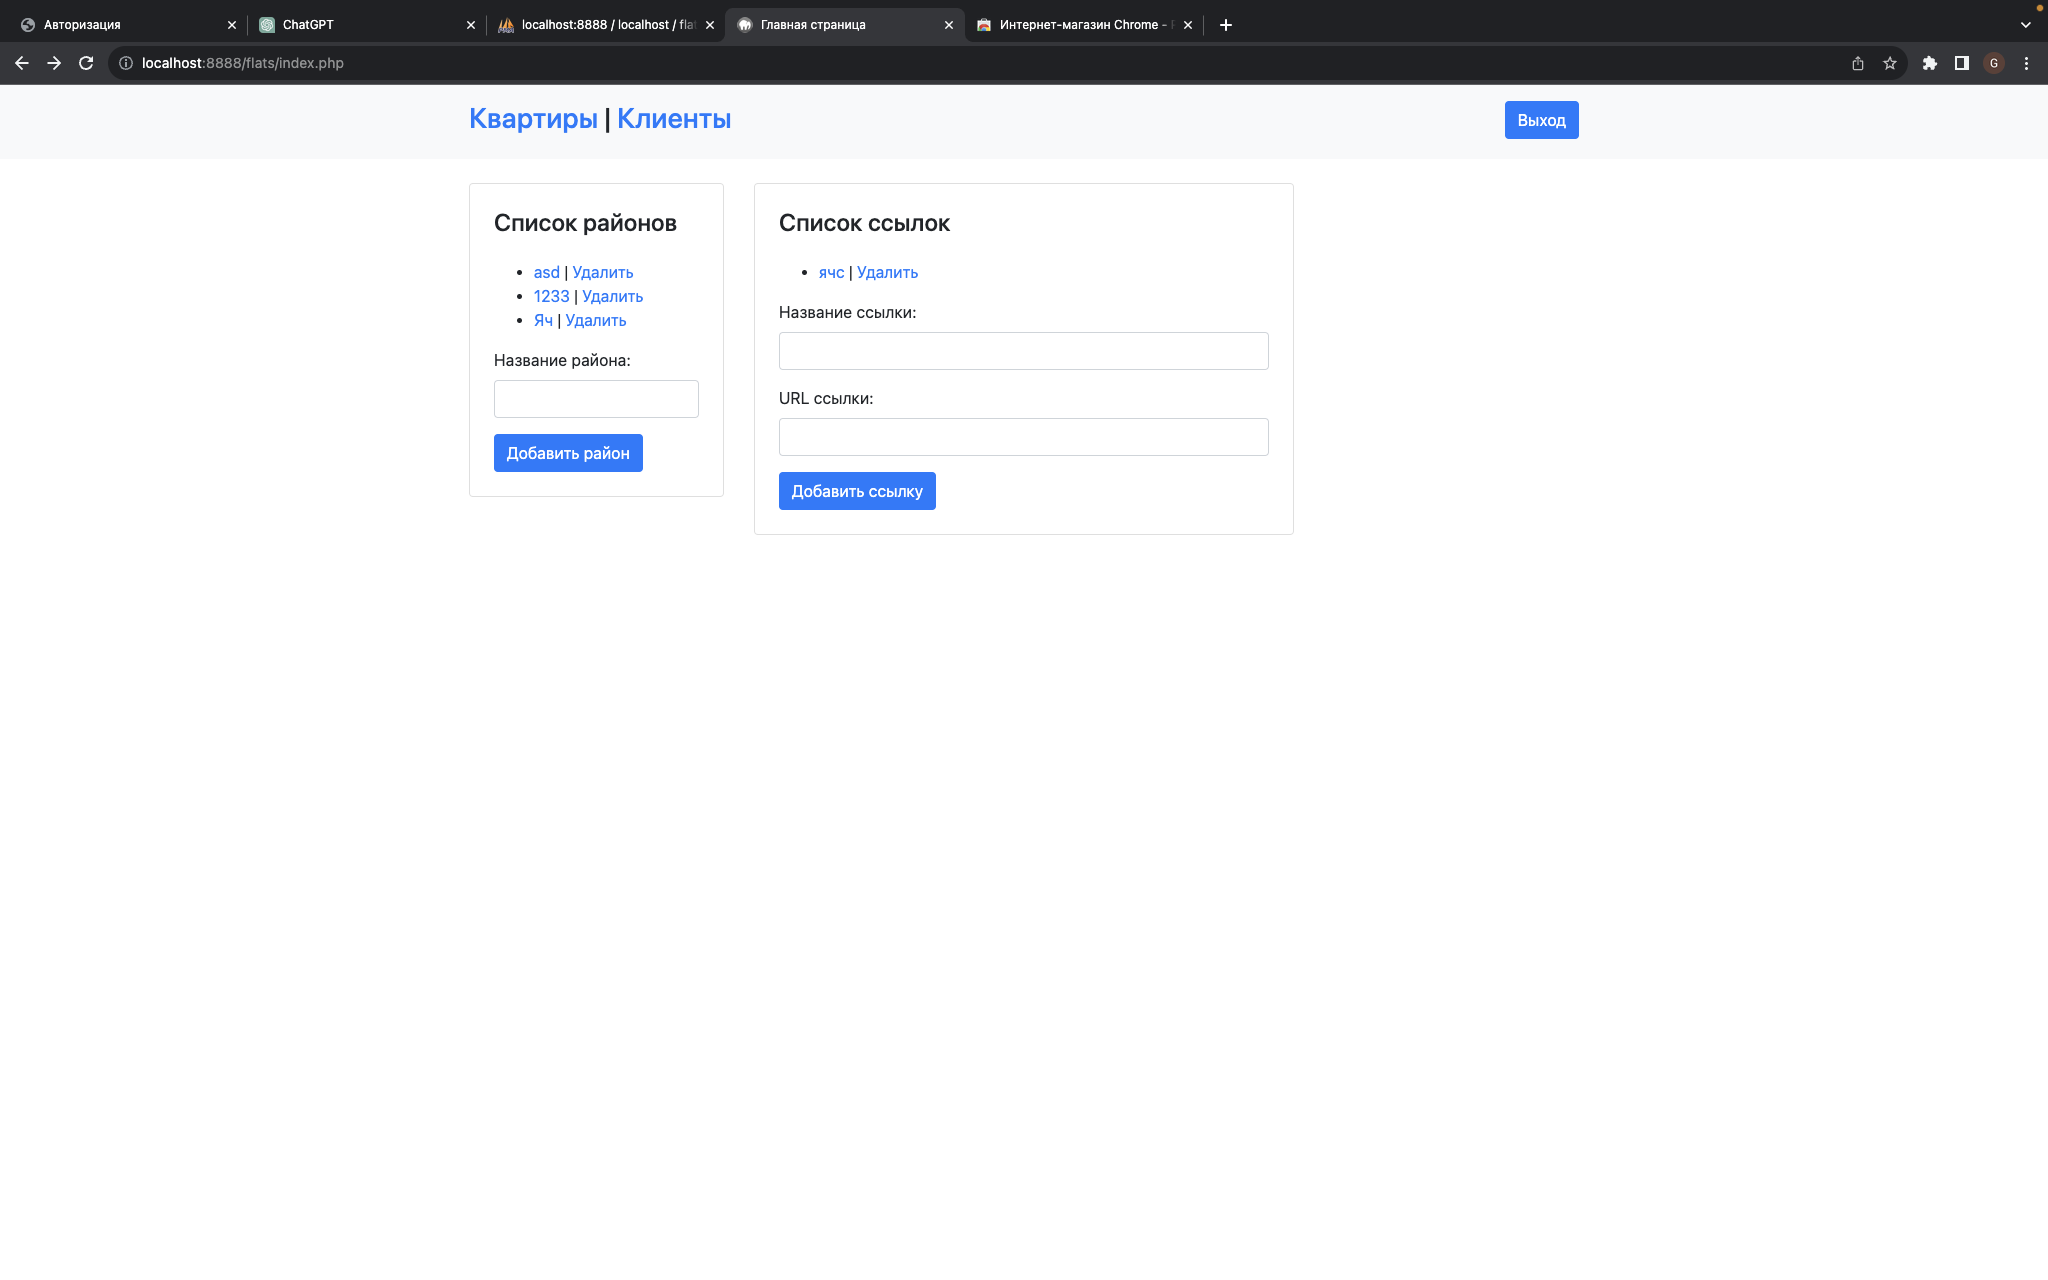 Авторизация
ChatGPT
localhost:8888 / localhost / fla
Главная страница
Интернет-магазин Chrome -
localhost:8888/flats/index.php
G
Квартиры | Клиенты
Выход
Список районов
asd | Удалить
1233 | Удалить
Яч | Удалить
Название района:
Добавить район
Список ссылок
ячс | Удалить
Название ссылки:
URL ссылки:
Добавить ссылку